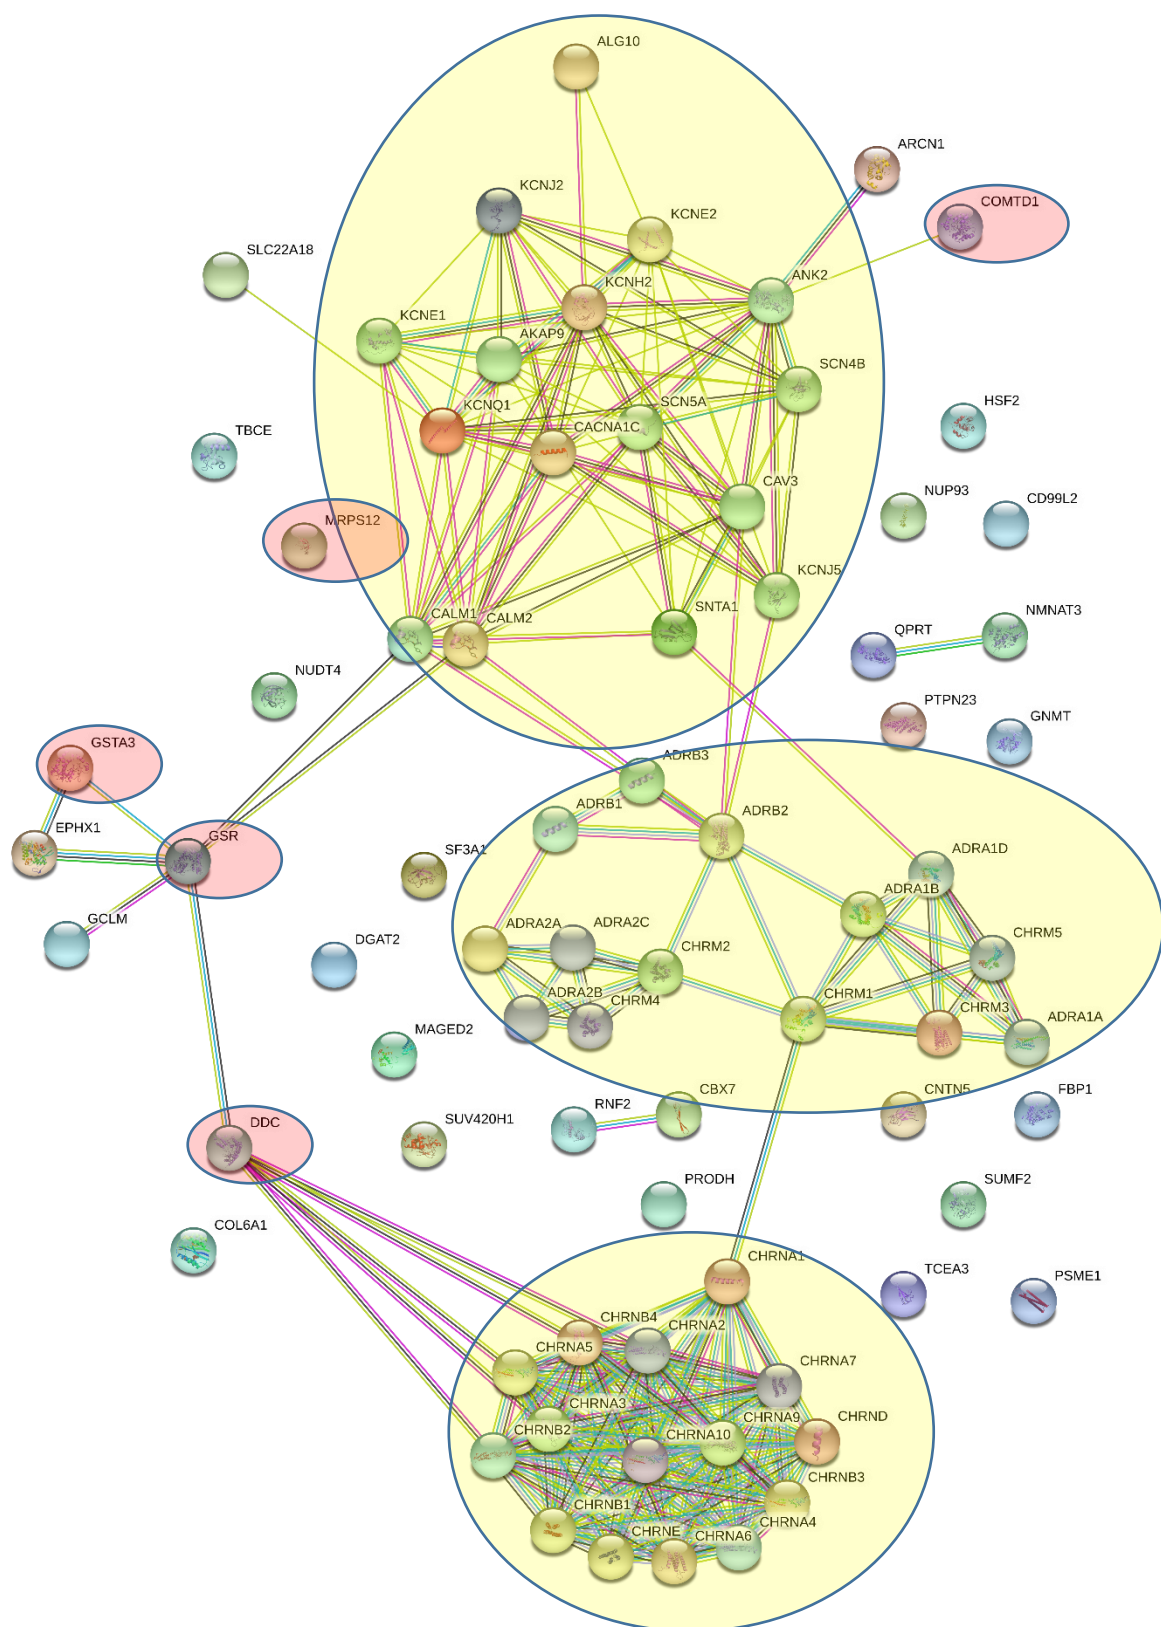 ALG10
ARCN1
KCNJ2
COMTD1
KCNE2
SLC22A18
ANK2
KCNH2
KCNE1
AKAP9
SCN4B
HSF2
KCNQ1
SCN5A
TBCE
CACNA1C
CAV3
NUP93
CD99L2
MRPS12
KCNJ5
CALM1
CALM2
SNTA1
NMNAT3
QPRT
NUDT4
PTPN23
GNMT
GSTA3
ADRB3
ADRB1
ADRB2
EPHX1
GSR
SF3A1
ADRA1D
ADRA1B
GCLM
ADRA2A
ADRA2C
CHRM5
DGAT2
CHRM2
ADRA2B
CHRM4
CHRM1
CHRM3
ADRA1A
MAGED2
CBX7
CNTN5
FBP1
RNF2
DDC
SUV420H1
PRODH
SUMF2
COL6A1
CHRNA1
TCEA3
PSME1
CHRNB4
CHRNA2
CHRNA5
CHRNA7
CHRNA3
CHRNA9
CHRND
CHRNB2
CHRNA10
CHRNB3
CHRNB1
CHRNA4
CHRNE
CHRNA6